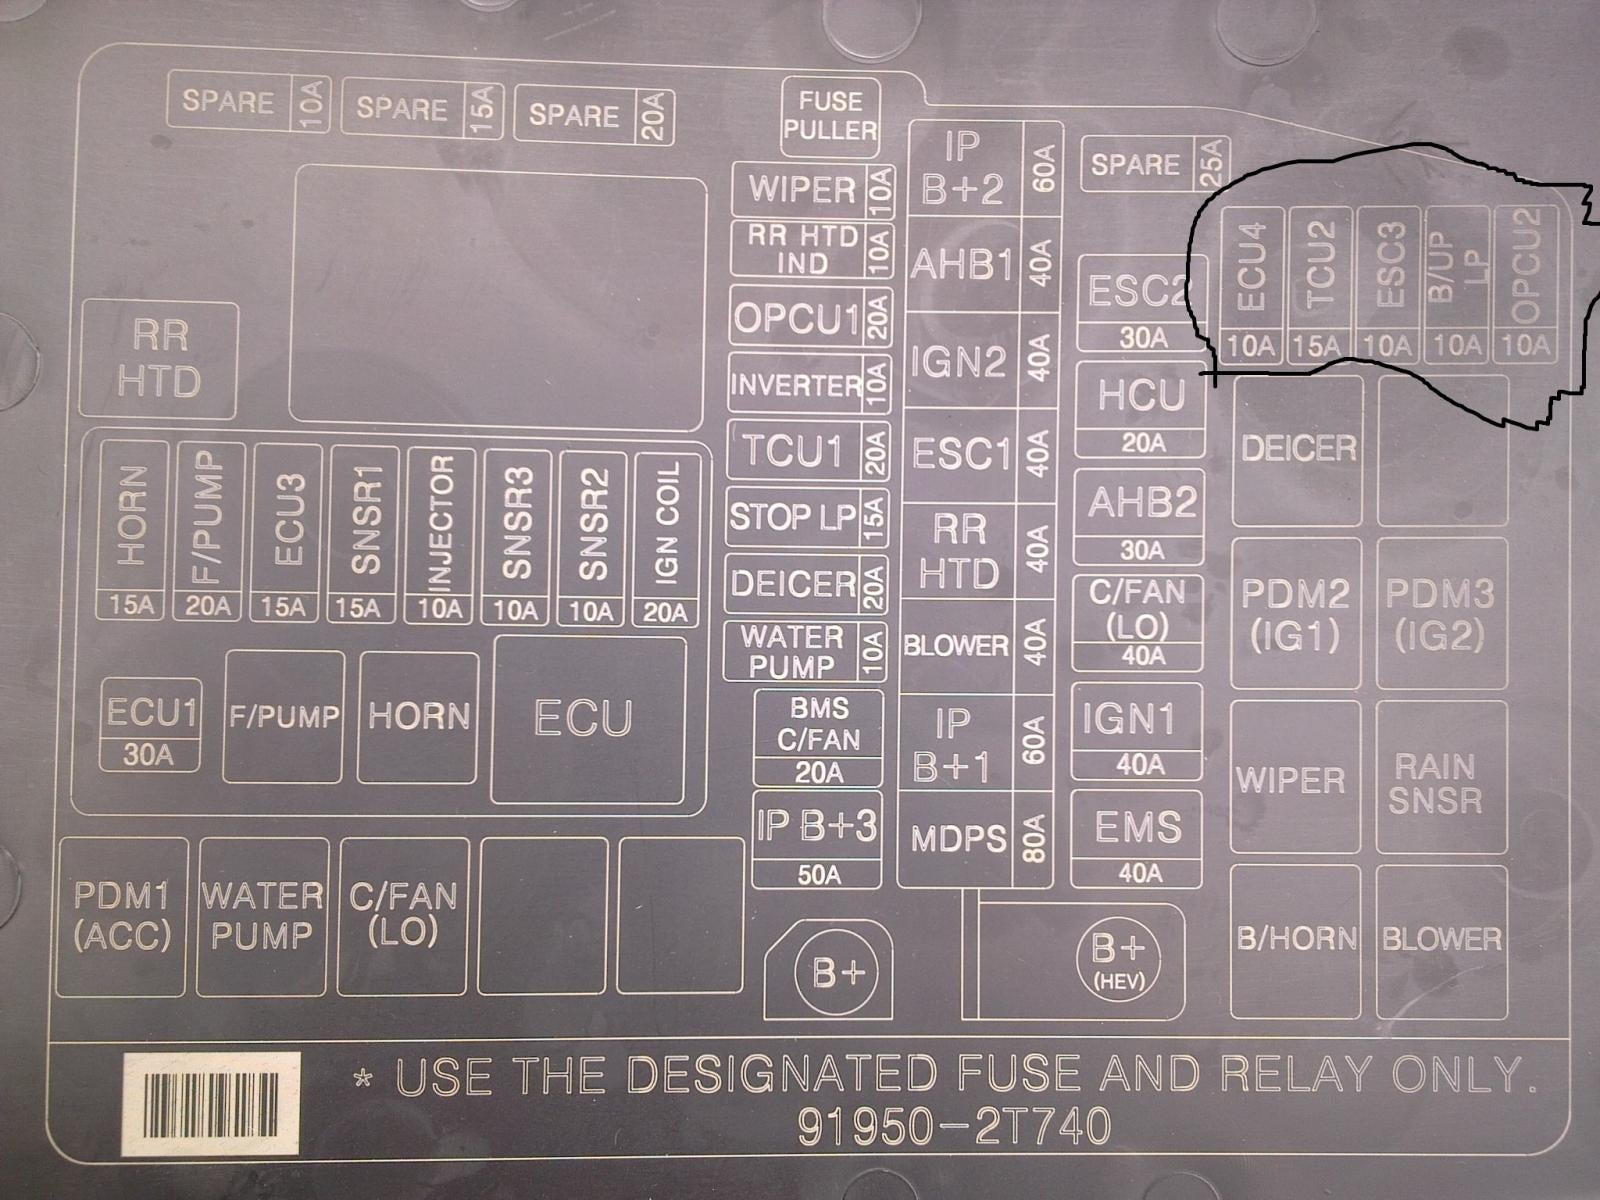 SPARE 10A
SPARE 15A
SPARE 20A
FUSE
PULLER
WIPER 10A
RR HTD
IND 10A
OPCU1 20A
INVERTER 10A
TCU1 20A
STOP LP 15A
DEICER 20A
WATER
PUMP 10A
BMS
C/FAN
20A
IP B+3
50A
B+
IP
B+2 60A
AHB1 40A
IGN2 40A
ESC1 40A
RR
HTD 40A
BLOWER 40A
IP
B+1 60A
MDPS 80A
SPARE 25A
ESC2
30A
HCU
20A
AHB2
30A
C/FAN
(LO)
40A
IGN1
40A
EMS
40A
B+
(HEV)
ECU4
10A
TCU2
15A
ESC3
10A
B/UP
LP
10A
OPCU2
10A
DEICER
PDM2
(IG1)
PDM3
(IG2)
WIPER
RAIN
SNSR
B/HORN
BLOWER
RR
HTD
HORN
15A
F/PUMP
20A
ECU3
15A
SNSR1
15A
INJECTOR
10A
SNSR3
10A
SNSR2
10A
IGN COIL
20A
ECU1
30A
F/PUMP
HORN
ECU
PDM1
(ACC)
WATER
PUMP
C/FAN
(LO)
* USE THE DESIGNATED FUSE AND RELAY ONLY.
91950-2T740